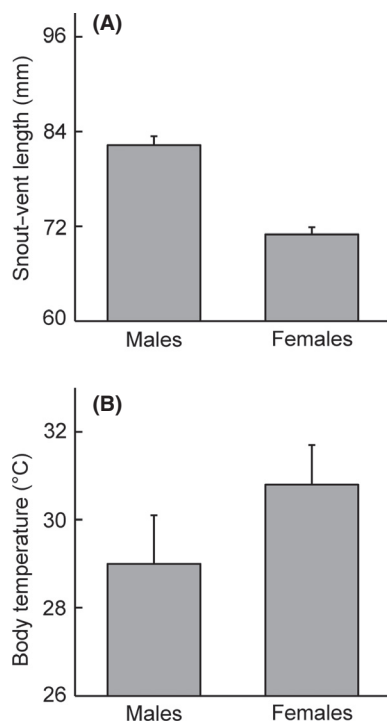 (A)
96
84
72
60
Snout–vent length (mm)
Males Females
(B)
32
30
28
26
Body temperature (°C)
Males Females